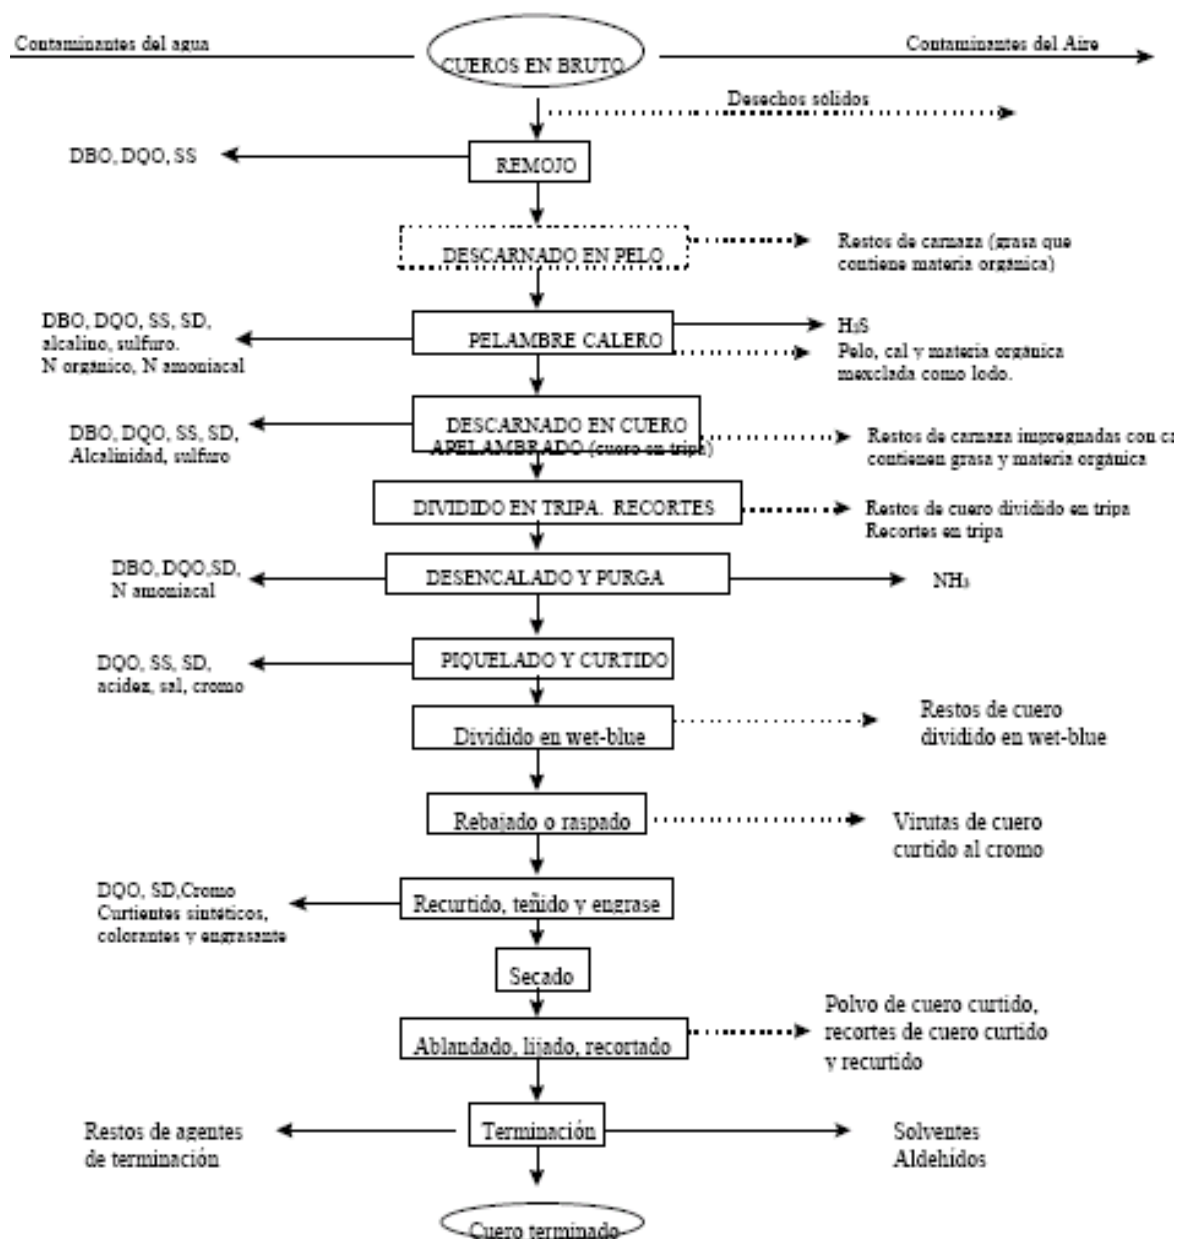 Contaminantes del agua
CUEROS EN BRUTO
Contaminantes del Aire
Desechos sólidos
DBO, DQO, SS
REMOJO
DESCARNADO EN PELO
Restos de carnaza (grasa que
contiene materia orgánica)
DBO, DQO, SS, SD,
alcalino, sulfuro.
N orgánico, N amoniacal
PELAMBRE CALERO
H₂S
Pelo, cal y materia orgánica
mexclada como lodo.
DBO, DQO, SS, SD,
Alcalinidad, sulfuro
DESCARNADO EN CUERO
APELAMBRADO (cuero en tripa)
Restos de carnaza impregnadas con ca
contienen grasa y materia orgánica
DIVIDIDO EN TRIPA. RECORTES
Restos de cuero dividido en tripa
Recortes en tripa
DBO, DQO,SD,
N amoniacal
DESENCALADO Y PURGA
NH₃
DQO, SS, SD,
acidez, sal, cromo
PIQUELADO Y CURTIDO
Dividido en wet-blue
Restos de cuero
dividido en wet-blue
Rebajado o raspado
Virutas de cuero
curtido al cromo
DQO, SD,Cromo
Curtientes sintéticos,
colorantes y engrasante
Recurtido, teñido y engrase
Secado
Ablandado, lijado, recortado
Polvo de cuero curtido,
recortes de cuero curtido
y recurtido
Restos de agentes
de terminación
Terminación
Solventes
Aldehídos
Cuero terminado